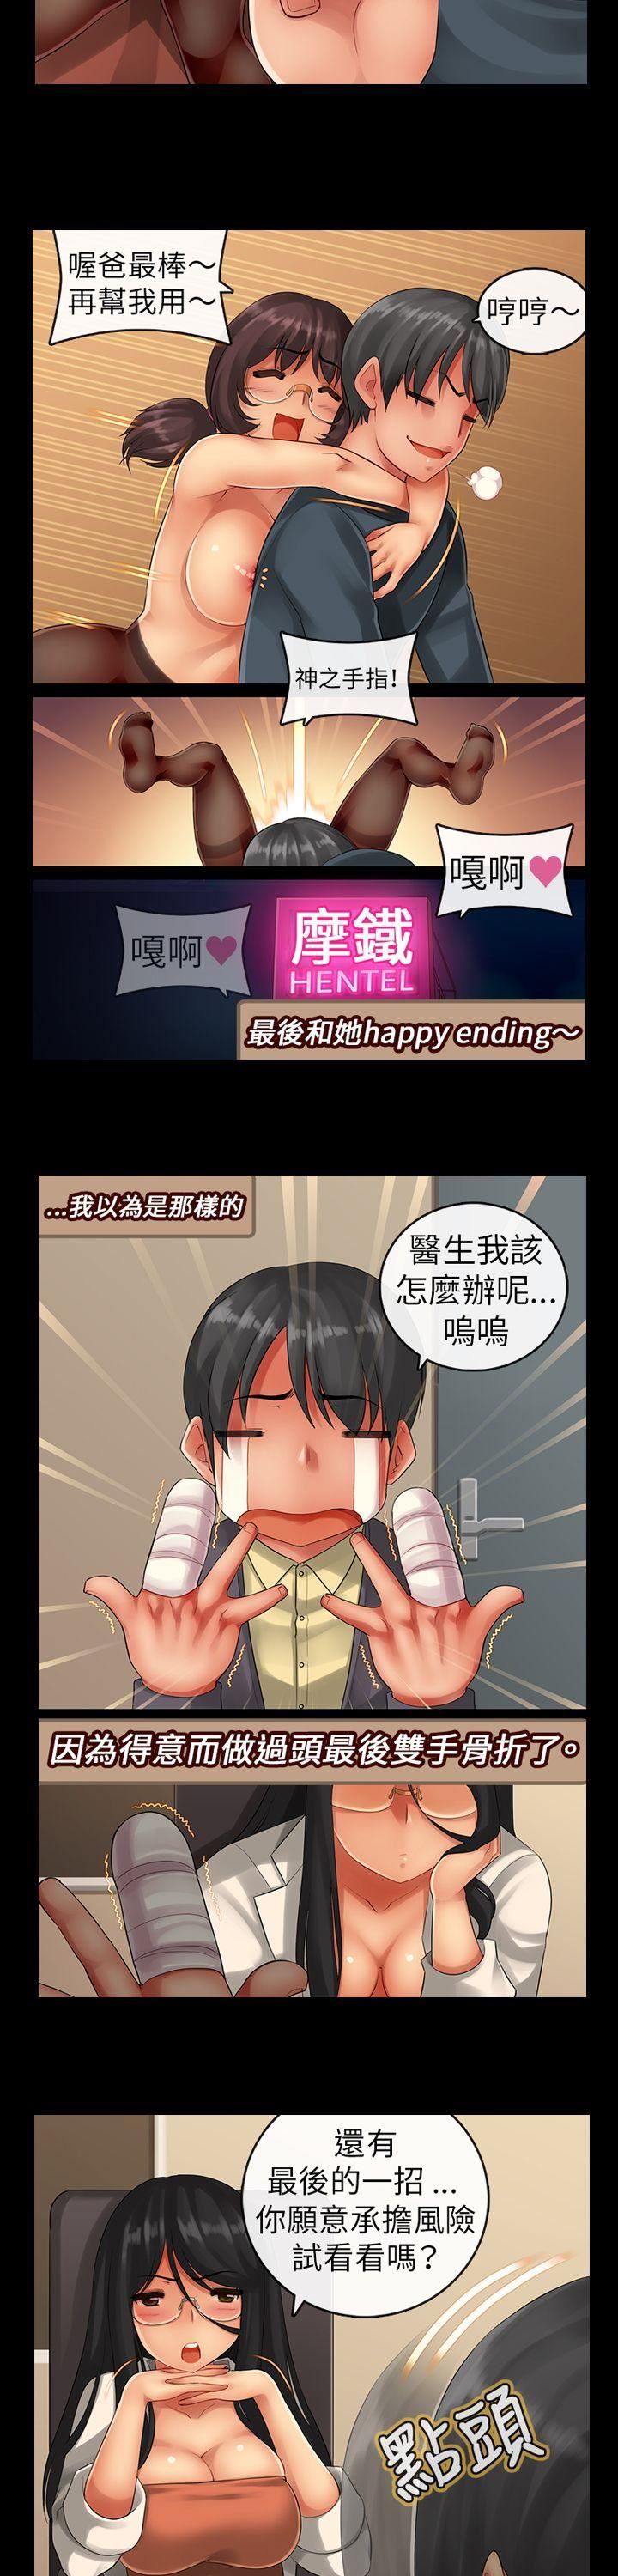 喔爸最棒～
再幫我用～
哼哼～
神之手指!
嘎啊♥
嘎啊♥
摩鐵
HENTEL
最後和她happy ending～
...我以為是那樣的
醫生我該
怎麼辦呢...
嗚嗚
因為得意而做過頭最後雙手骨折了。
還有
最後的一招...
你願意承擔風險
試看看嗎?
點頭